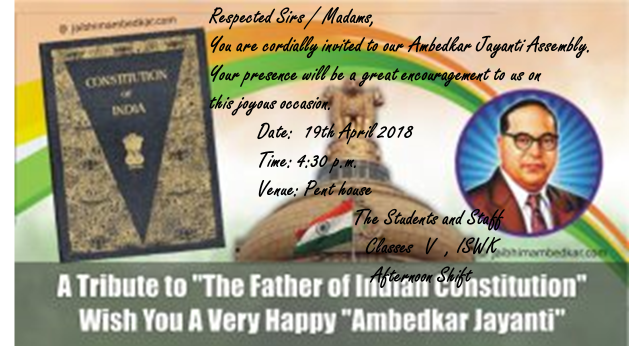 @ jaibhimambedkar.com
Respected Sirs / Madams,
You are cordially invited to our Ambedkar Jayanti Assembly.
Your presence will be a great encouragement to us on
this joyous occasion.
Date: 19th April 2018
Time: 4:30 p.m.
Venue: Pent house
The Students and Staff
Classes V , ISWK
Afternoon Shift
CONSTITUTION
OF
INDIA
jaibhimambedkar.com
A Tribute to "The Father of Indian Constitution"
Wish You A Very Happy "Ambedkar Jayanti"